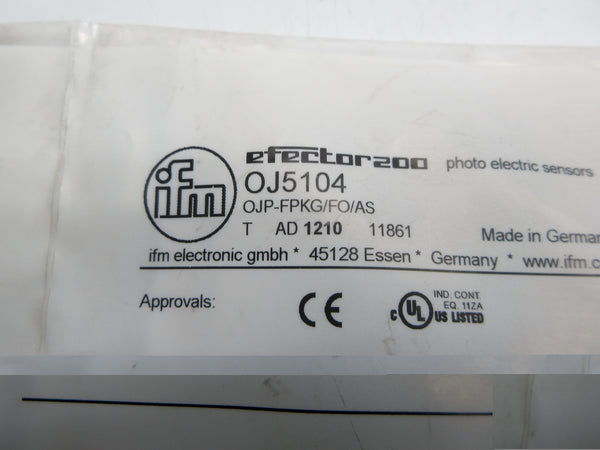 ifm
efector200 photo electric sensors
OJ5104
OJP-FPKG/FO/AS
T AD 1210 11861 Made in German
ifm electronic gmbh * 45128 Essen * Germany * www.ifm.c
Approvals: CE c UL US LISTED
IND. CONT.
EQ. 11ZA